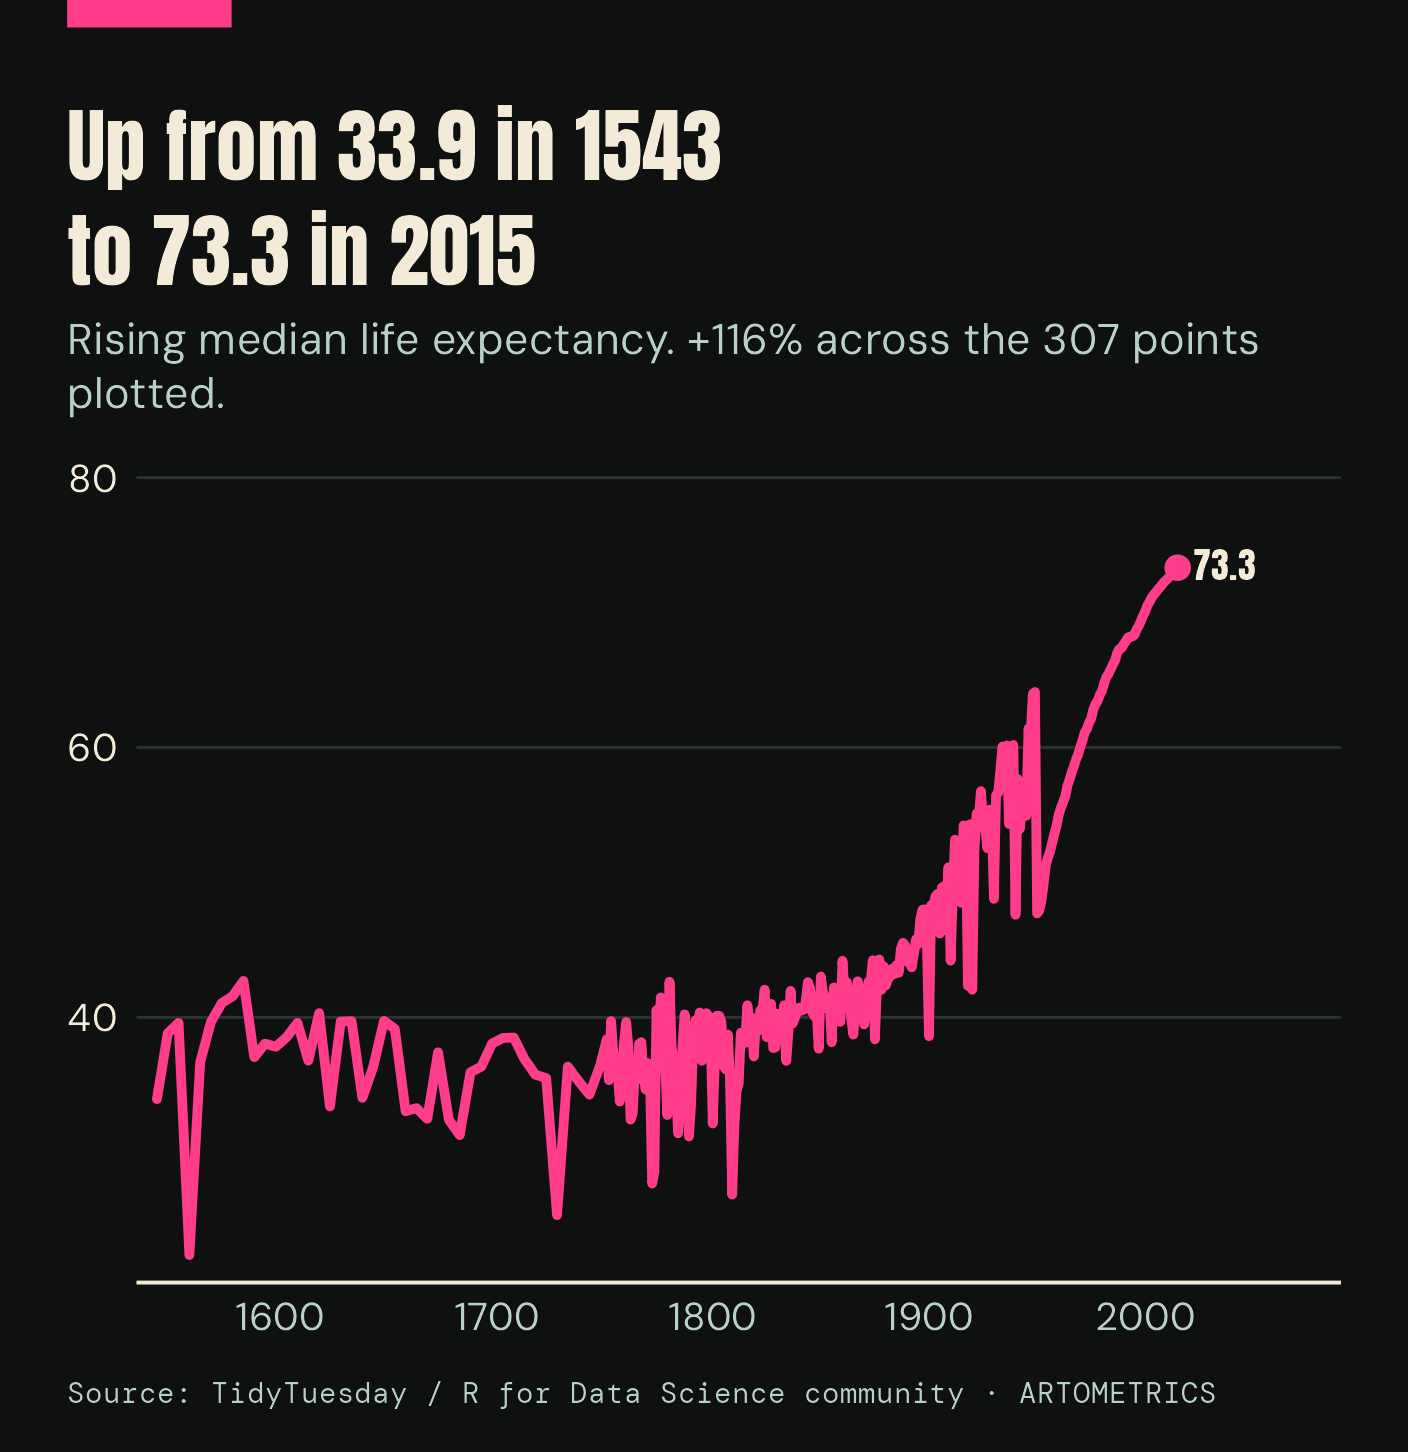 Up from 33.9 in 1543
to 73.3 in 2015
Rising median life expectancy. +116% across the 307 points
plotted.
80
73.3
60
40
1600 1700 1800 1900 2000
Source: TidyTuesday / R for Data Science community · ARTOMETRICS